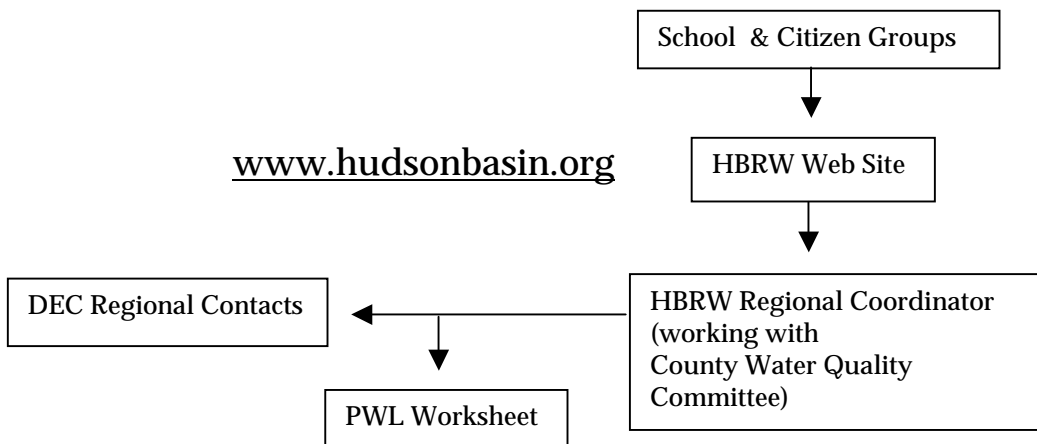 School & Citizen Groups
www.hudsonbasin.org
HBRW Web Site
DEC Regional Contacts
HBRW Regional Coordinator
(working with
County Water Quality
Committee)
PWL Worksheet